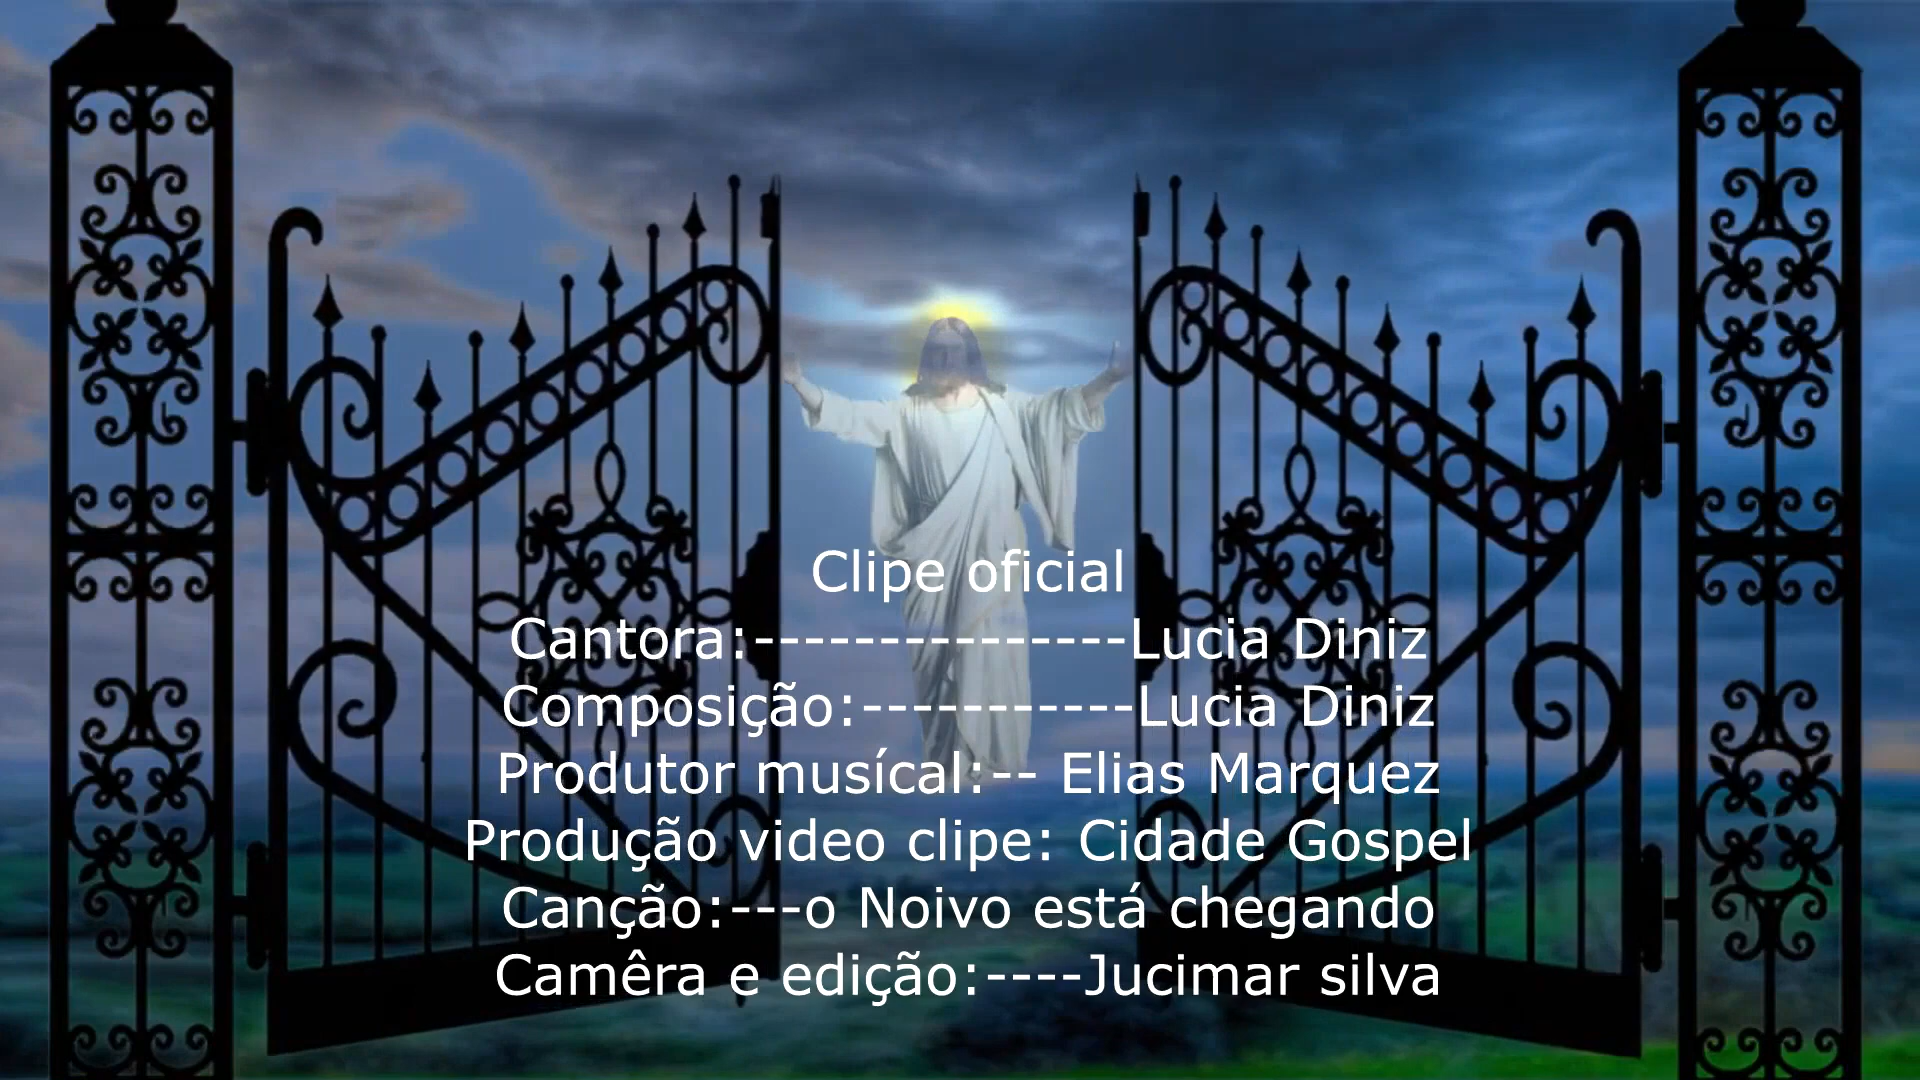 Clipe oficial
Cantora:---------------Lucia Diniz
Composição:-----------Lucia Diniz
Produtor musícal:-- Elias Marquez
Produção video clipe: Cidade Gospel
Canção:---o Noivo está chegando
Camêra e edição:----Jucimar silva